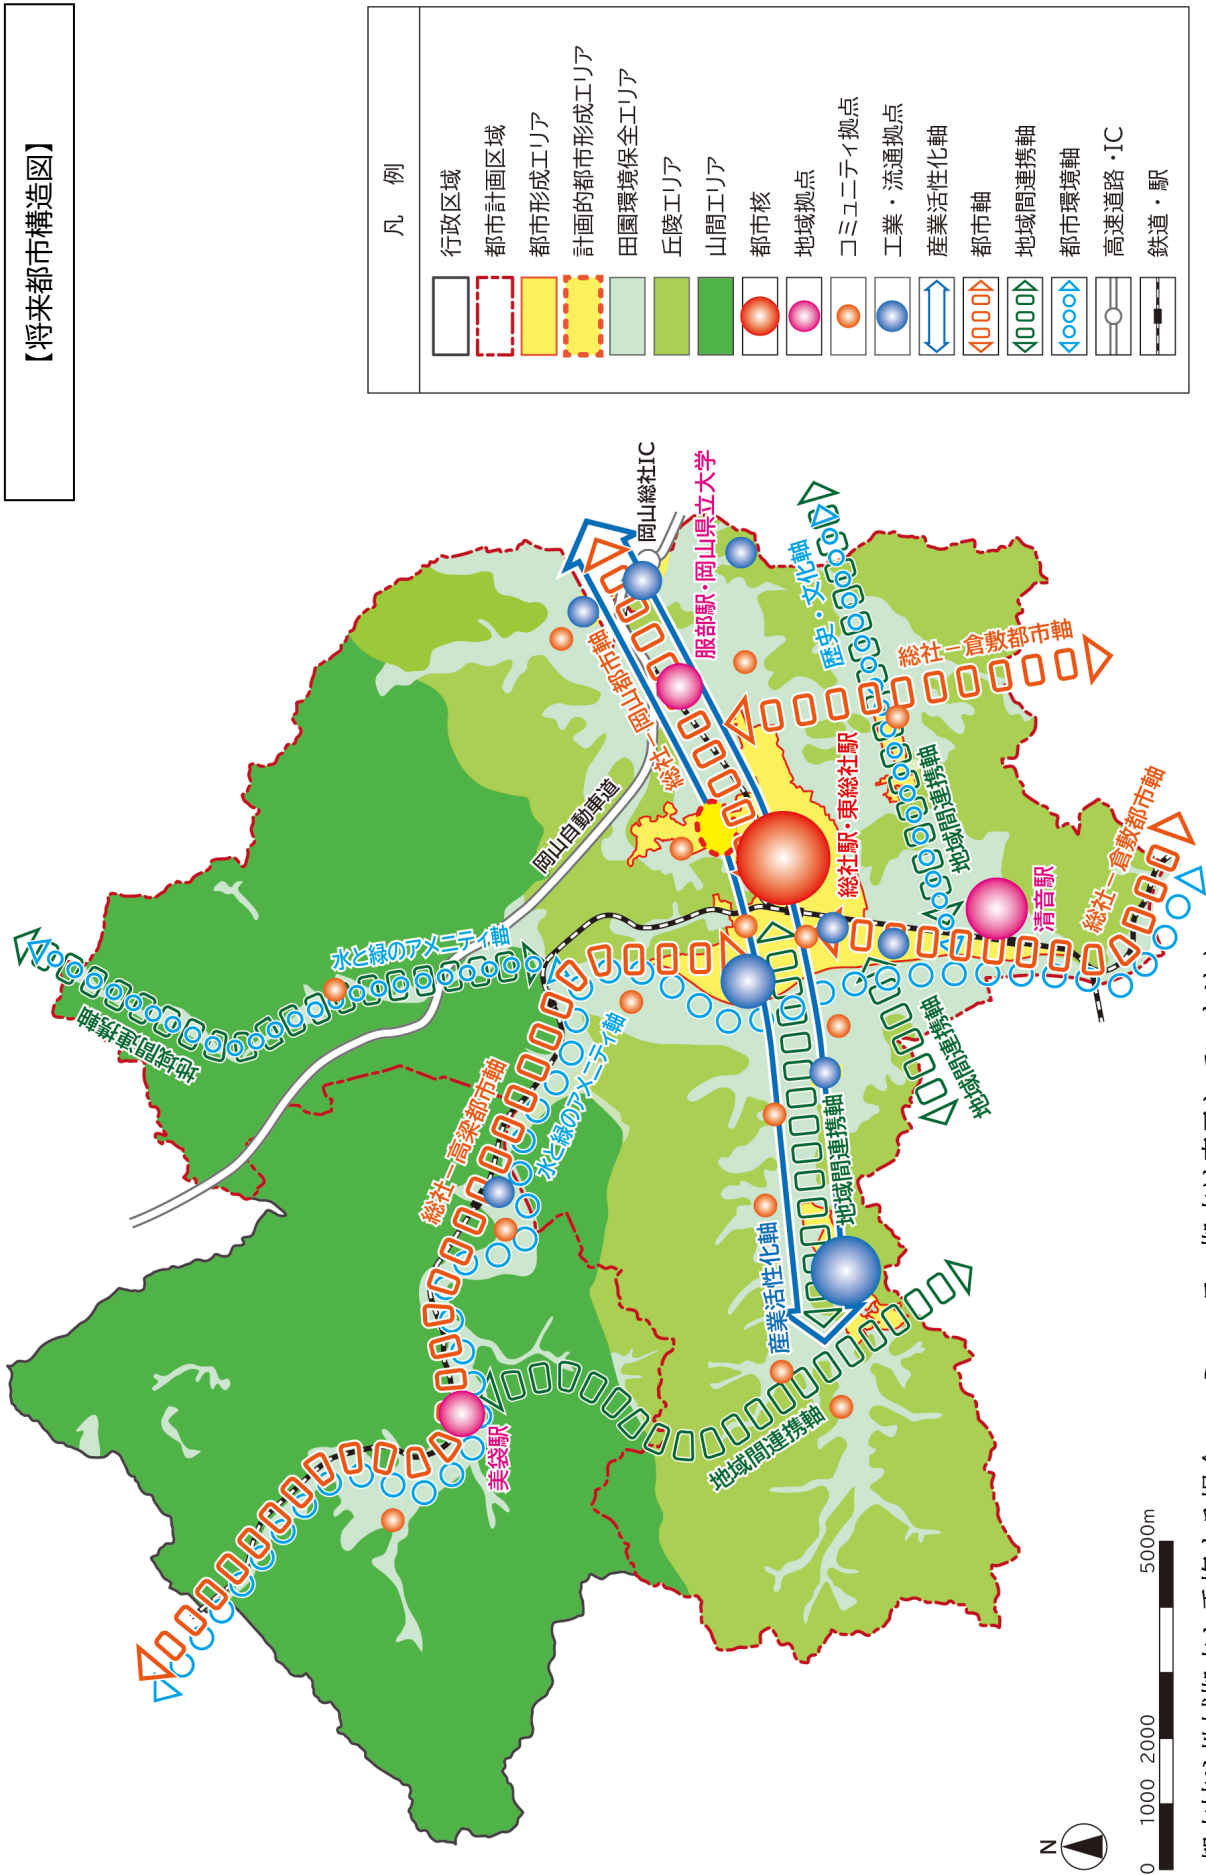 【将来都市構造図】
凡 例
行政区域
都市計画区域
都市形成エリア
計画的都市形成エリア
田園環境保全エリア
丘陵エリア
山間エリア
都市核
地域拠点
コミュニティ拠点
工業・流通拠点
産業活性化軸
都市軸
地域間連携軸
都市環境軸
高速道路・IC
鉄道・駅
岡山総社IC
服部駅・岡山県立大学
歴史・文化軸
総社－岡山都市軸
総社－倉敷都市軸
岡山自動車道
総社駅・東総社駅
地域間連携軸
清音駅
総社－倉敷都市軸
水と緑のアメニティ軸
地域間連携軸
地域間連携軸
総社－高梁都市軸
水と緑のアメニティ軸
地域間連携軸
産業活性化軸
美袋駅
地域間連携軸
N
0 1000 2000 5000m